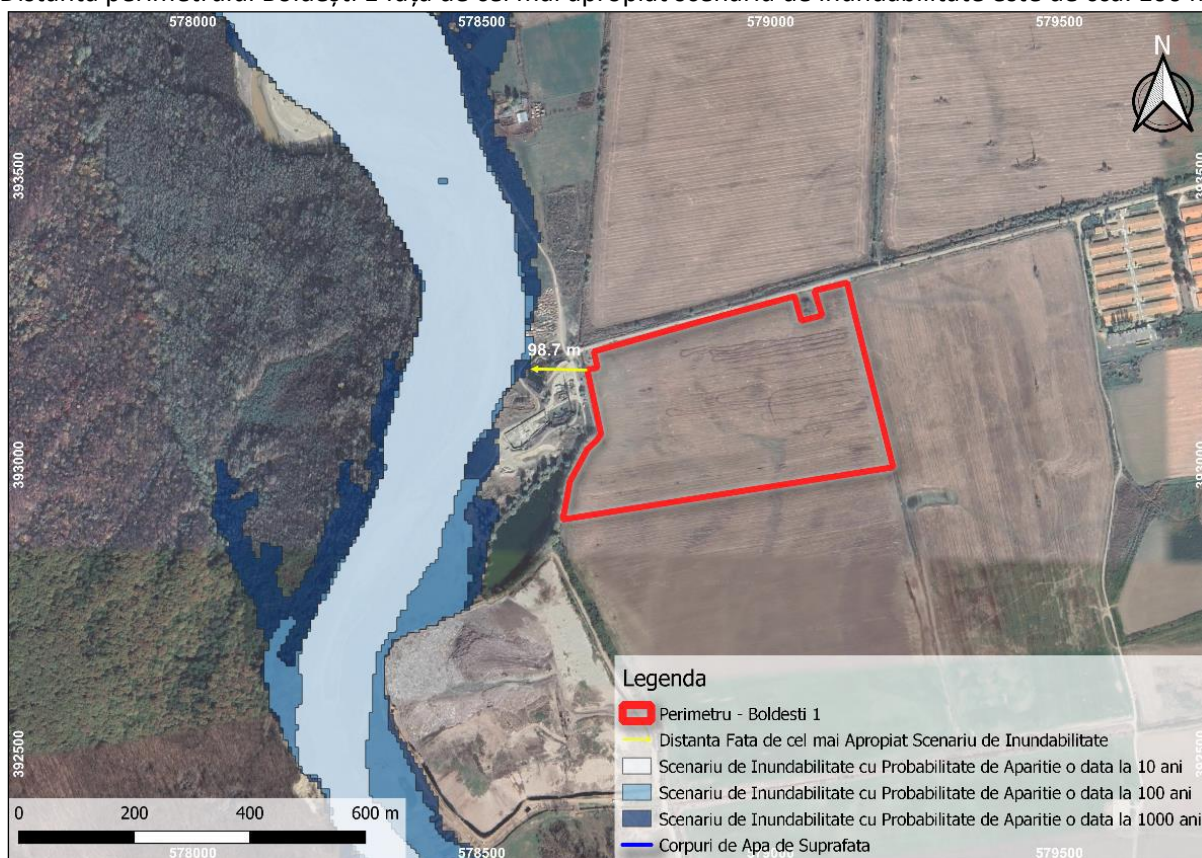 Distanta perimetrului Boldești 1 față de cel mai apropiat scenariu de inundabilitate este de cca. 100
578000 578500 579000 579500
N
393500 393500
98.7 m
393000 393000
Legenda
Perimetru - Boldesti 1
Distanta Fata de cel mai Apropiat Scenariu de Inundabilitate
392500
Scenariu de Inundabilitate cu Probabilitate de Aparitie o data la 10 ani
Scenariu de Inundabilitate cu Probabilitate de Aparitie o data la 100 ani
0 200 400 600 m
Scenariu de Inundabilitate cu Probabilitate de Aparitie o data la 1000 ani
Corpuri de Apa de Suprafata
578000 578500 579000 579500